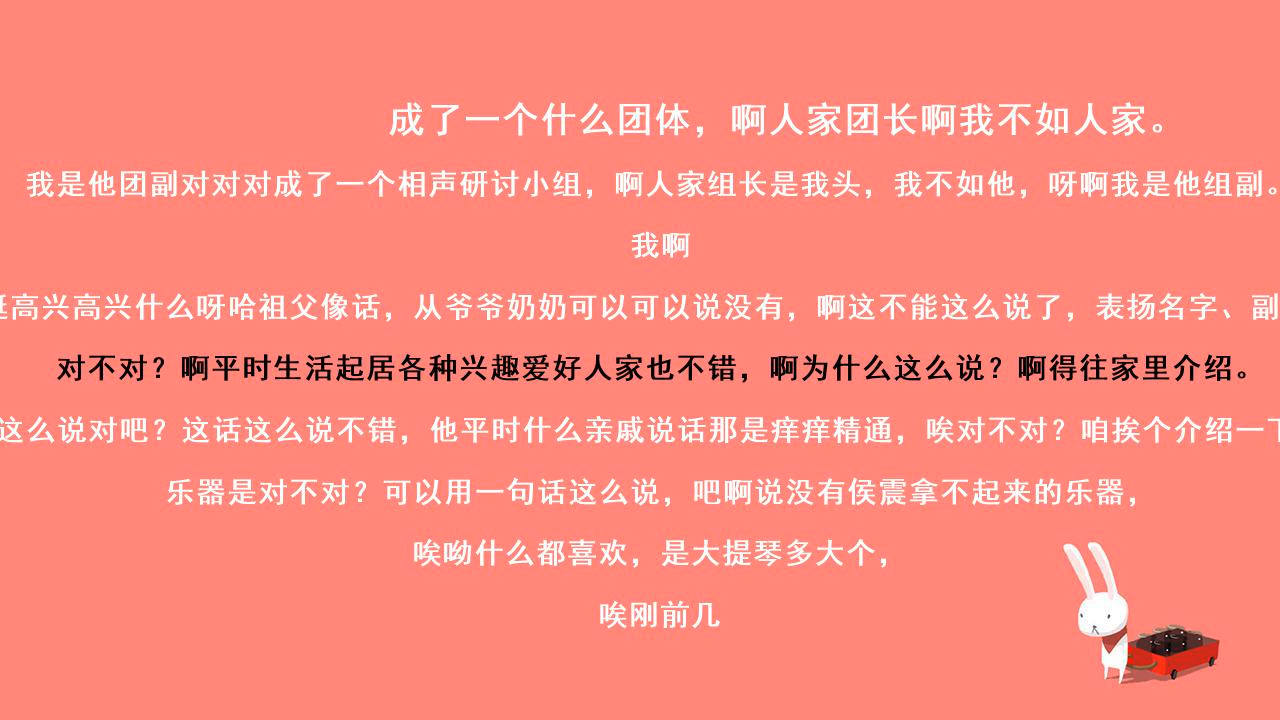 成了一个什么团体，啊人家团长啊我不如人家。
我是他团副对对对成了一个相声研讨小组，啊人家组长是我头，我不如他，呀啊我是他组副。
我啊
高兴高兴什么呀哈祖父像话，从爷爷奶奶可以可以说没有，啊这不能这么说了，表扬名字、副
对不对？啊平时生活起居各种兴趣爱好人家也不错，啊为什么这么说？啊得往家里介绍。
这么说对吧？这话这么说不错，他平时什么亲戚说话那是痒痒精通，唉对不对？咱挨个介绍一下
乐器是对不对？可以用一句话这么说，吧啊说没有侯震拿不起来的乐器，
唉呦什么都喜欢，是大提琴多大个，
唉刚前几